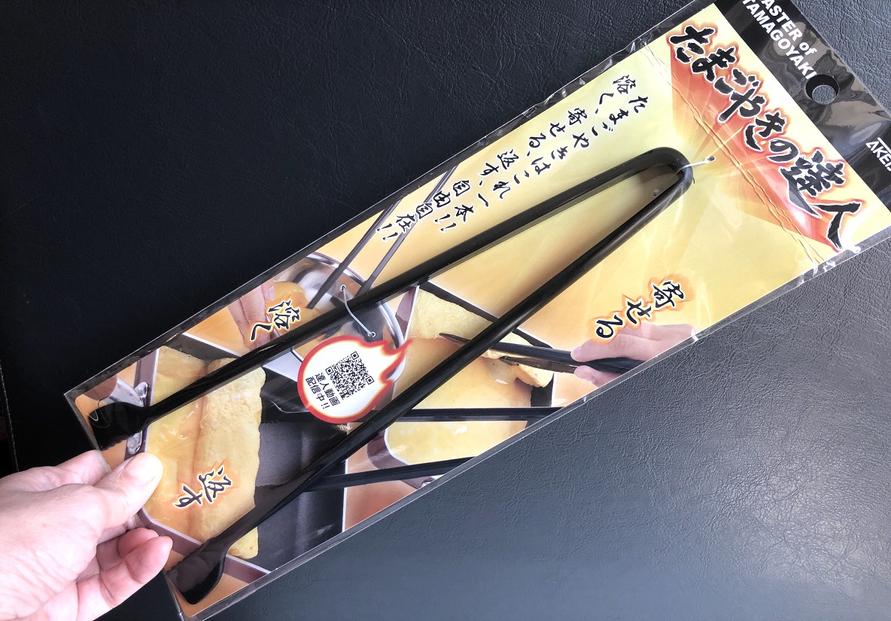 MASTER of
TAMAGOYAKI
たまごやきの達人
たまごやきはこれ一本!!
溶く、寄せる、返す、自由自在!!
寄せる
溶く
達人動画
配信中!!
返す